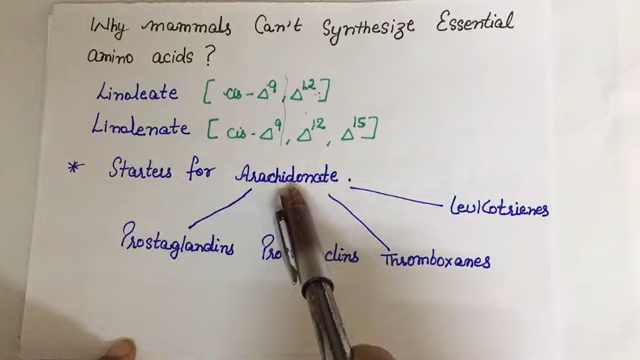 Why mammals Can't Synthesize Essential
amino acids ?
Linoleate [ cis - Δ9, Δ12 ]
Linolenate [ cis - Δ9, Δ12, Δ15 ]
* Starters for Arachidonate .
Leukotrienes
Prostaglandins Thromboxanes